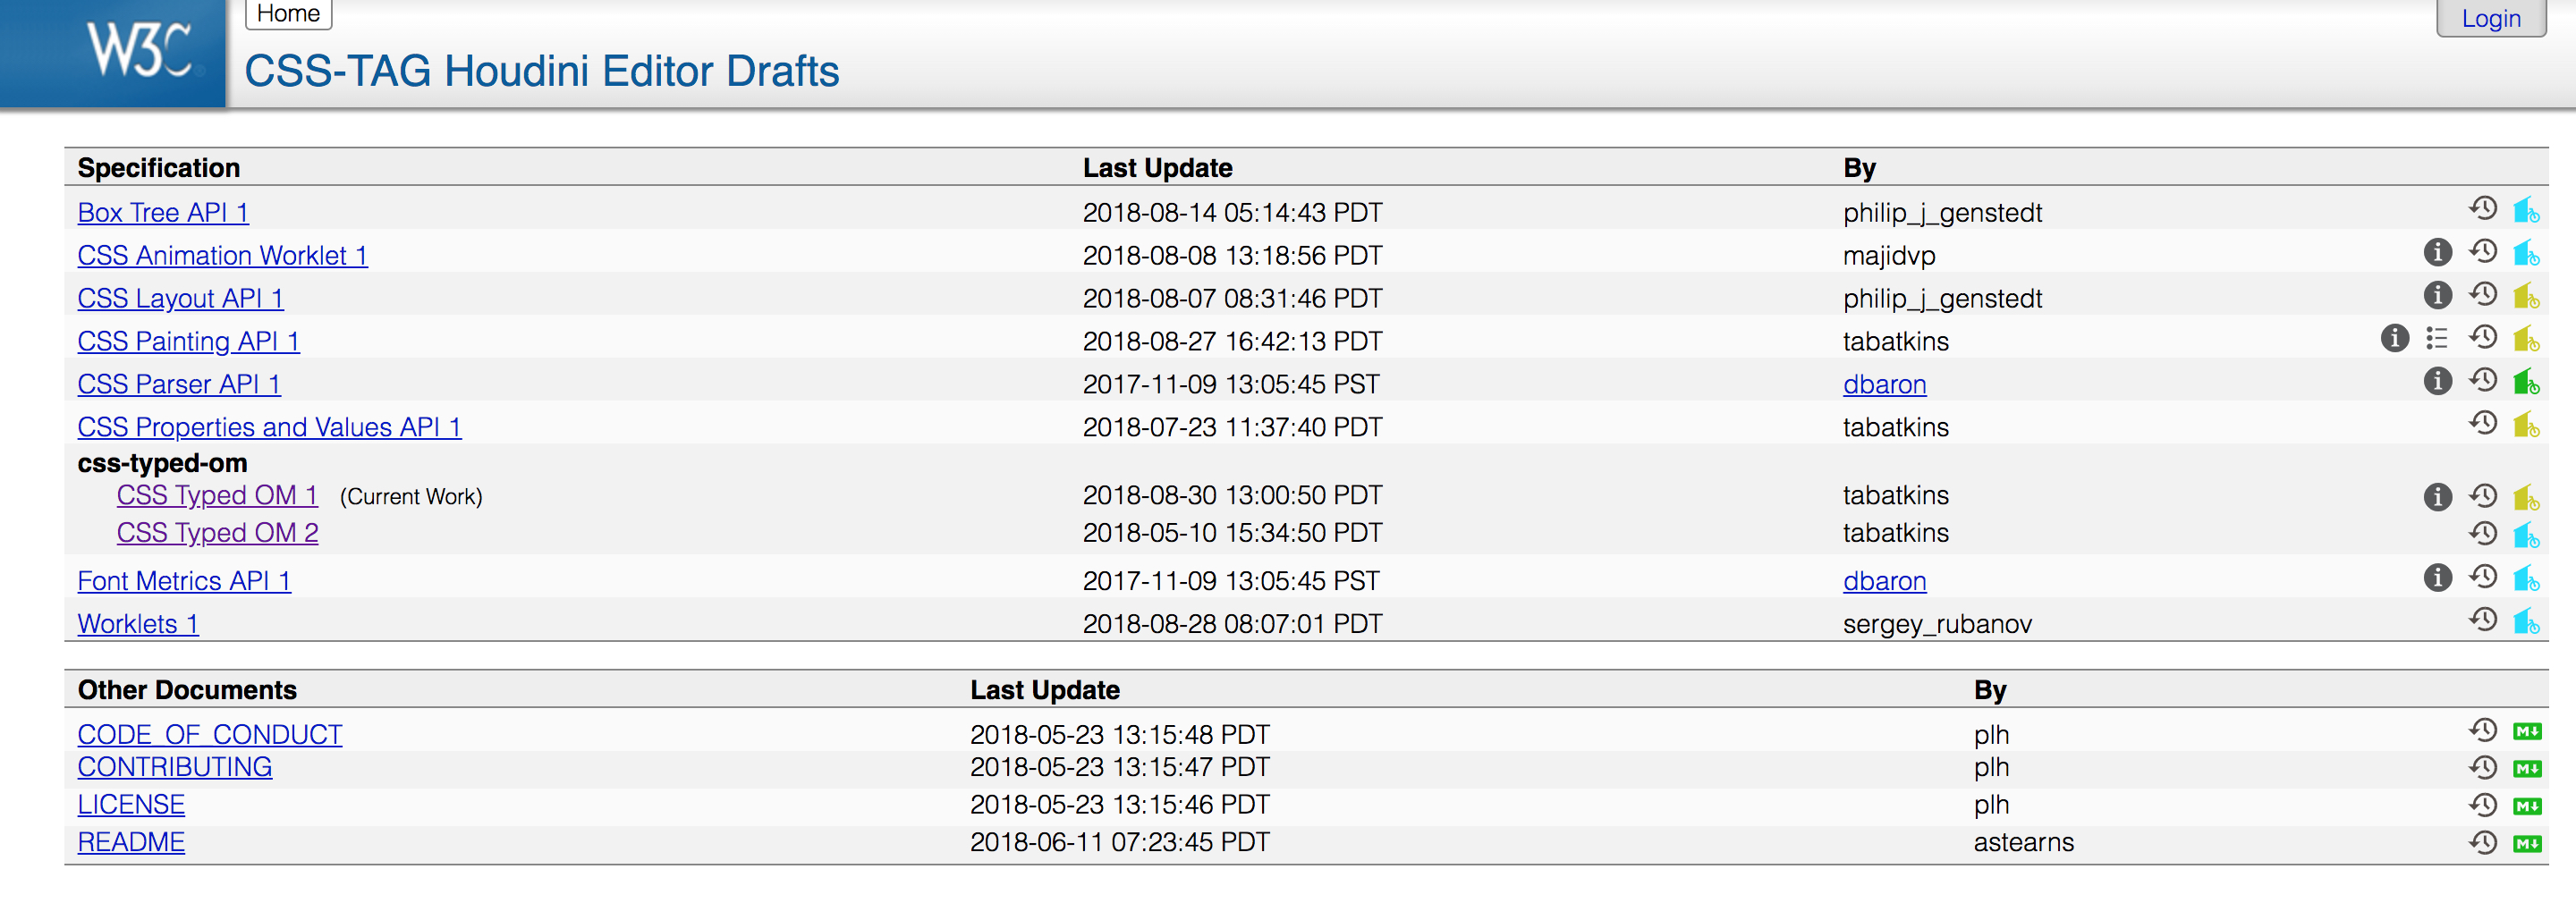 W3C
Home
Login
CSS-TAG Houdini Editor Drafts
Specification Last Update By
Box Tree API 1 2018-08-14 05:14:43 PDT philip_j_genstedt
CSS Animation Worklet 1 2018-08-08 13:18:56 PDT majidvp
CSS Layout API 1 2018-08-07 08:31:46 PDT philip_j_genstedt
CSS Painting API 1 2018-08-27 16:42:13 PDT tabatkins
CSS Parser API 1 2017-11-09 13:05:45 PST dbaron
CSS Properties and Values API 1 2018-07-23 11:37:40 PDT tabatkins
css-typed-om
CSS Typed OM 1 (Current Work) 2018-08-30 13:00:50 PDT tabatkins
CSS Typed OM 2 2018-05-10 15:34:50 PDT tabatkins
Font Metrics API 1 2017-11-09 13:05:45 PST dbaron
Worklets 1 2018-08-28 08:07:01 PDT sergey_rubanov
Other Documents Last Update By
CODE_OF_CONDUCT 2018-05-23 13:15:48 PDT plh
CONTRIBUTING 2018-05-23 13:15:47 PDT plh
LICENSE 2018-05-23 13:15:46 PDT plh
README 2018-06-11 07:23:45 PDT astearns